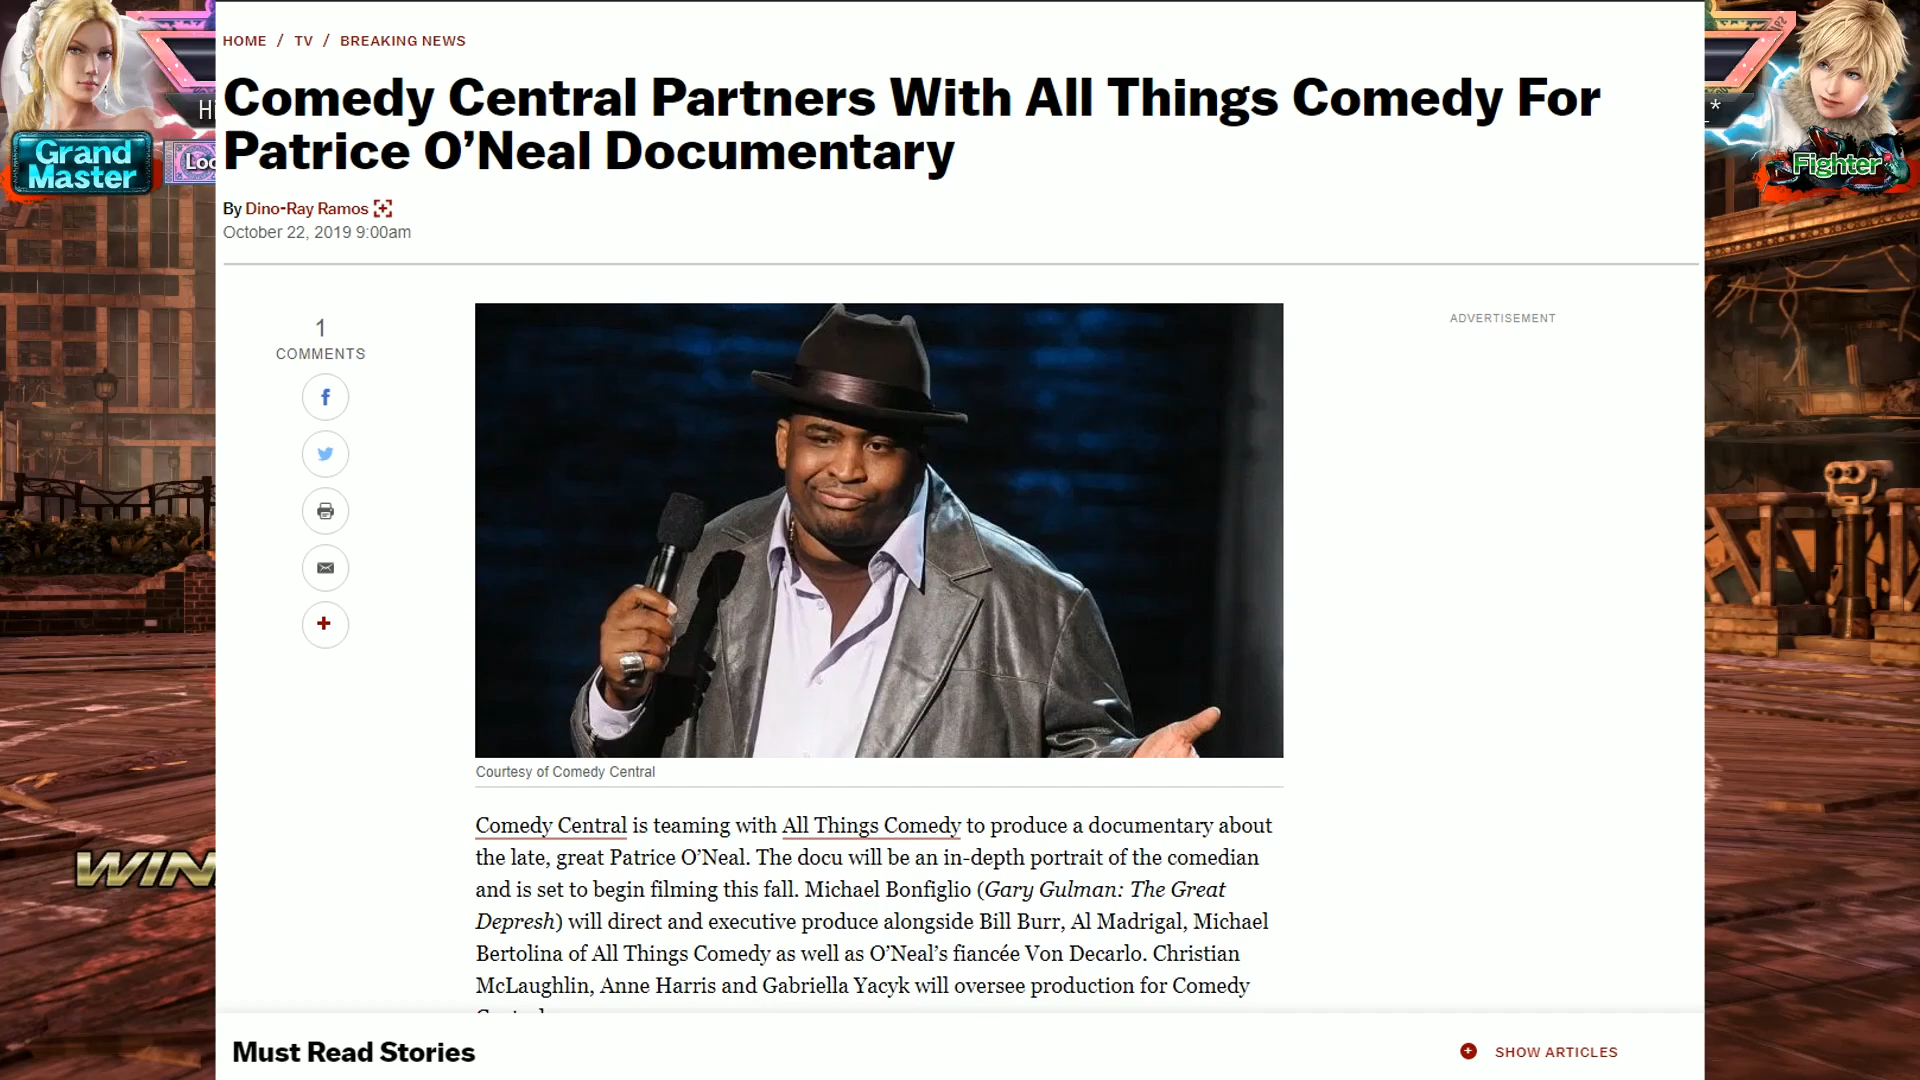 HOME / TV / BREAKING NEWS
Comedy Central Partners With All Things Comedy For
Patrice O’Neal Documentary
By Dino-Ray Ramos
October 22, 2019 9:00am
Grand
Master
Fighter
1
COMMENTS
ADVERTISEMENT
Courtesy of Comedy Central
Comedy Central is teaming with All Things Comedy to produce a documentary about
the late, great Patrice O’Neal. The docu will be an in-depth portrait of the comedian
and is set to begin filming this fall. Michael Bonfiglio (Gary Gulman: The Great
Depresh) will direct and executive produce alongside Bill Burr, Al Madrigal, Michael
Bertolina of All Things Comedy as well as O’Neal’s fiancée Von Decarlo. Christian
McLaughlin, Anne Harris and Gabriella Yacyk will oversee production for Comedy
WIN
Must Read Stories
SHOW ARTICLES